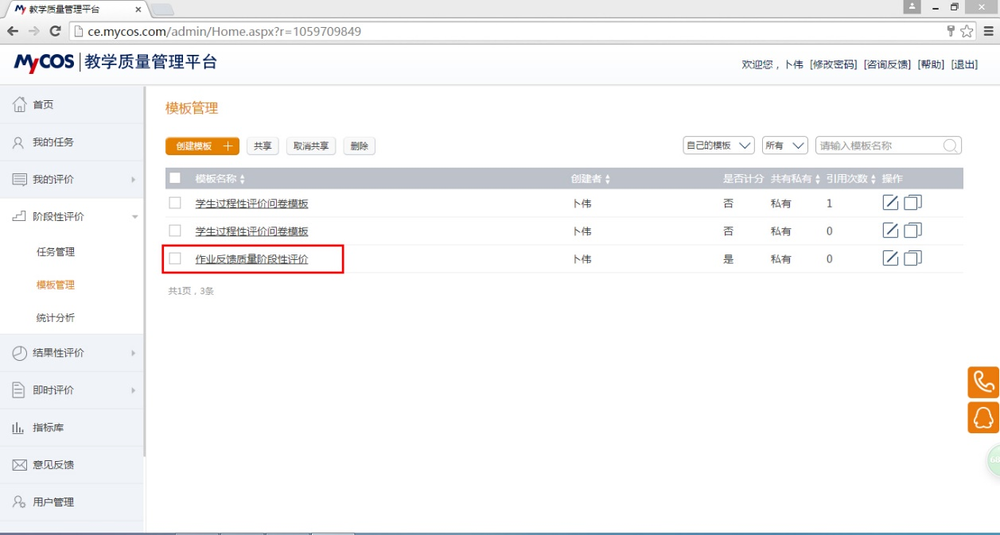 My 教学质量管理平台 ×
ce.mycos.com/admin/Home.aspx?r=1059709849
MyCOS 教学质量管理平台
欢迎您，卜伟 [修改密码] [咨询反馈] [帮助] [退出]
首页
我的任务
我的评价
阶段性评价
任务管理
模板管理
统计分析
结果性评价
即时评价
指标库
意见反馈
用户管理
模板管理
创建模板 + 共享 取消共享 删除 自己的模板 所有 请输入模板名称
模板名称 创建者 是否计分 共有私有 引用次数 操作
学生过程性评价问卷模板 卜伟 否 私有 1
学生过程性评价问卷模板 卜伟 否 私有 0
作业反馈质量阶段性评价 卜伟 是 私有 0
共1页，3条